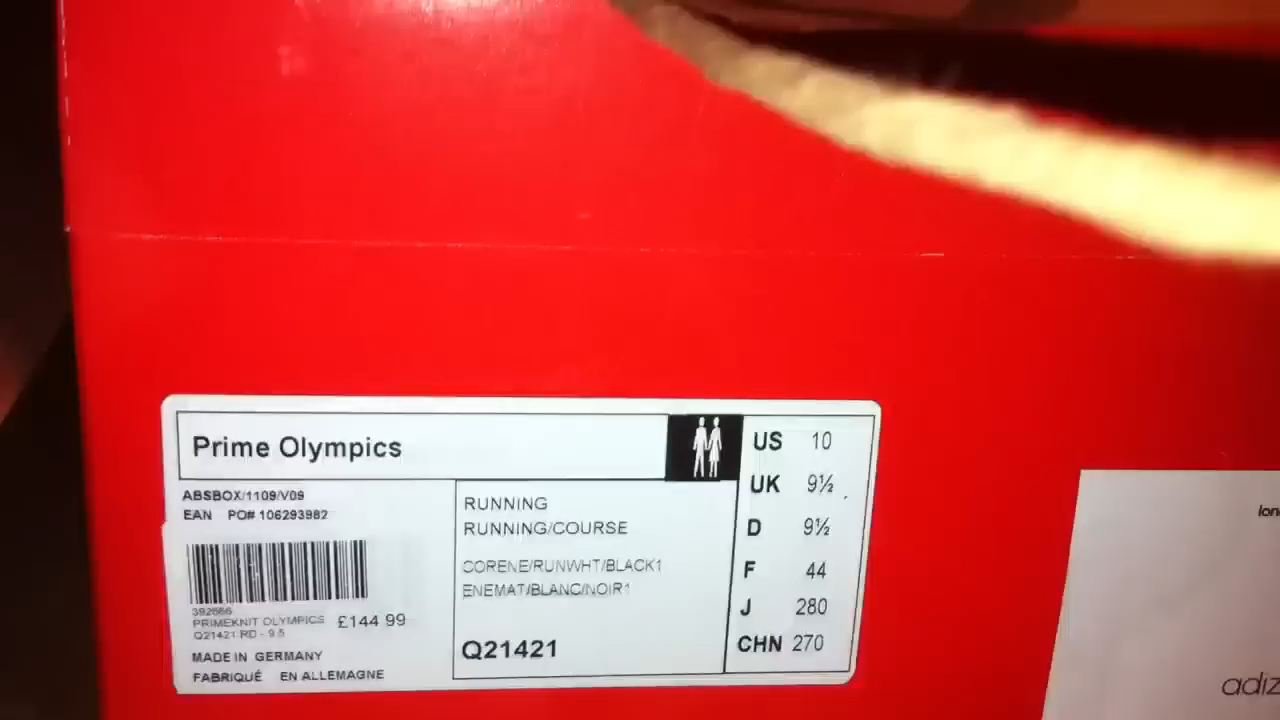 Prime Olympics
ABSBOX/1109/V09
EAN PO# 106293982
392666
PRIMEKNIT OLYMPICS
Q21421 RD - 9.5
£144 99
MADE IN GERMANY
FABRIQUÉ EN ALLEMAGNE
RUNNING
RUNNING/COURSE
CORENE/RUNWHT/BLACK1
ENEMAT/BLANC/NOIR1
Q21421
US 10
UK 9½
D 9½
F 44
J 280
CHN 270
lon
adiz